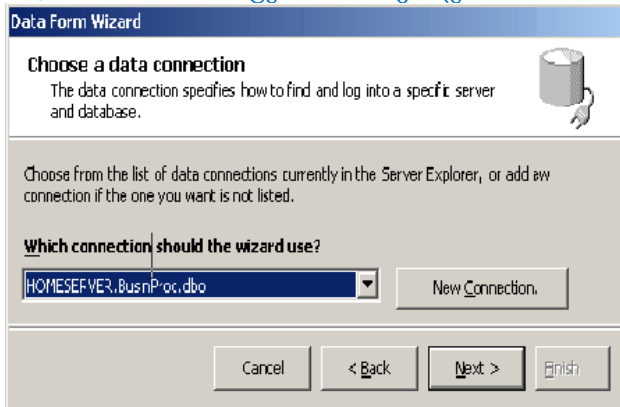 Data Form Wizard
Choose a data connection
The data connection specifies how to find and log into a specific server
and database.
Choose from the list of data connections currently in the Server Explorer, or add ew
connection if the one you want is not listed.
Which connection should the wizard use?
HOMESERVER.BusnProc.dbo
New Connection.
Cancel
< Back
Next >
Finish